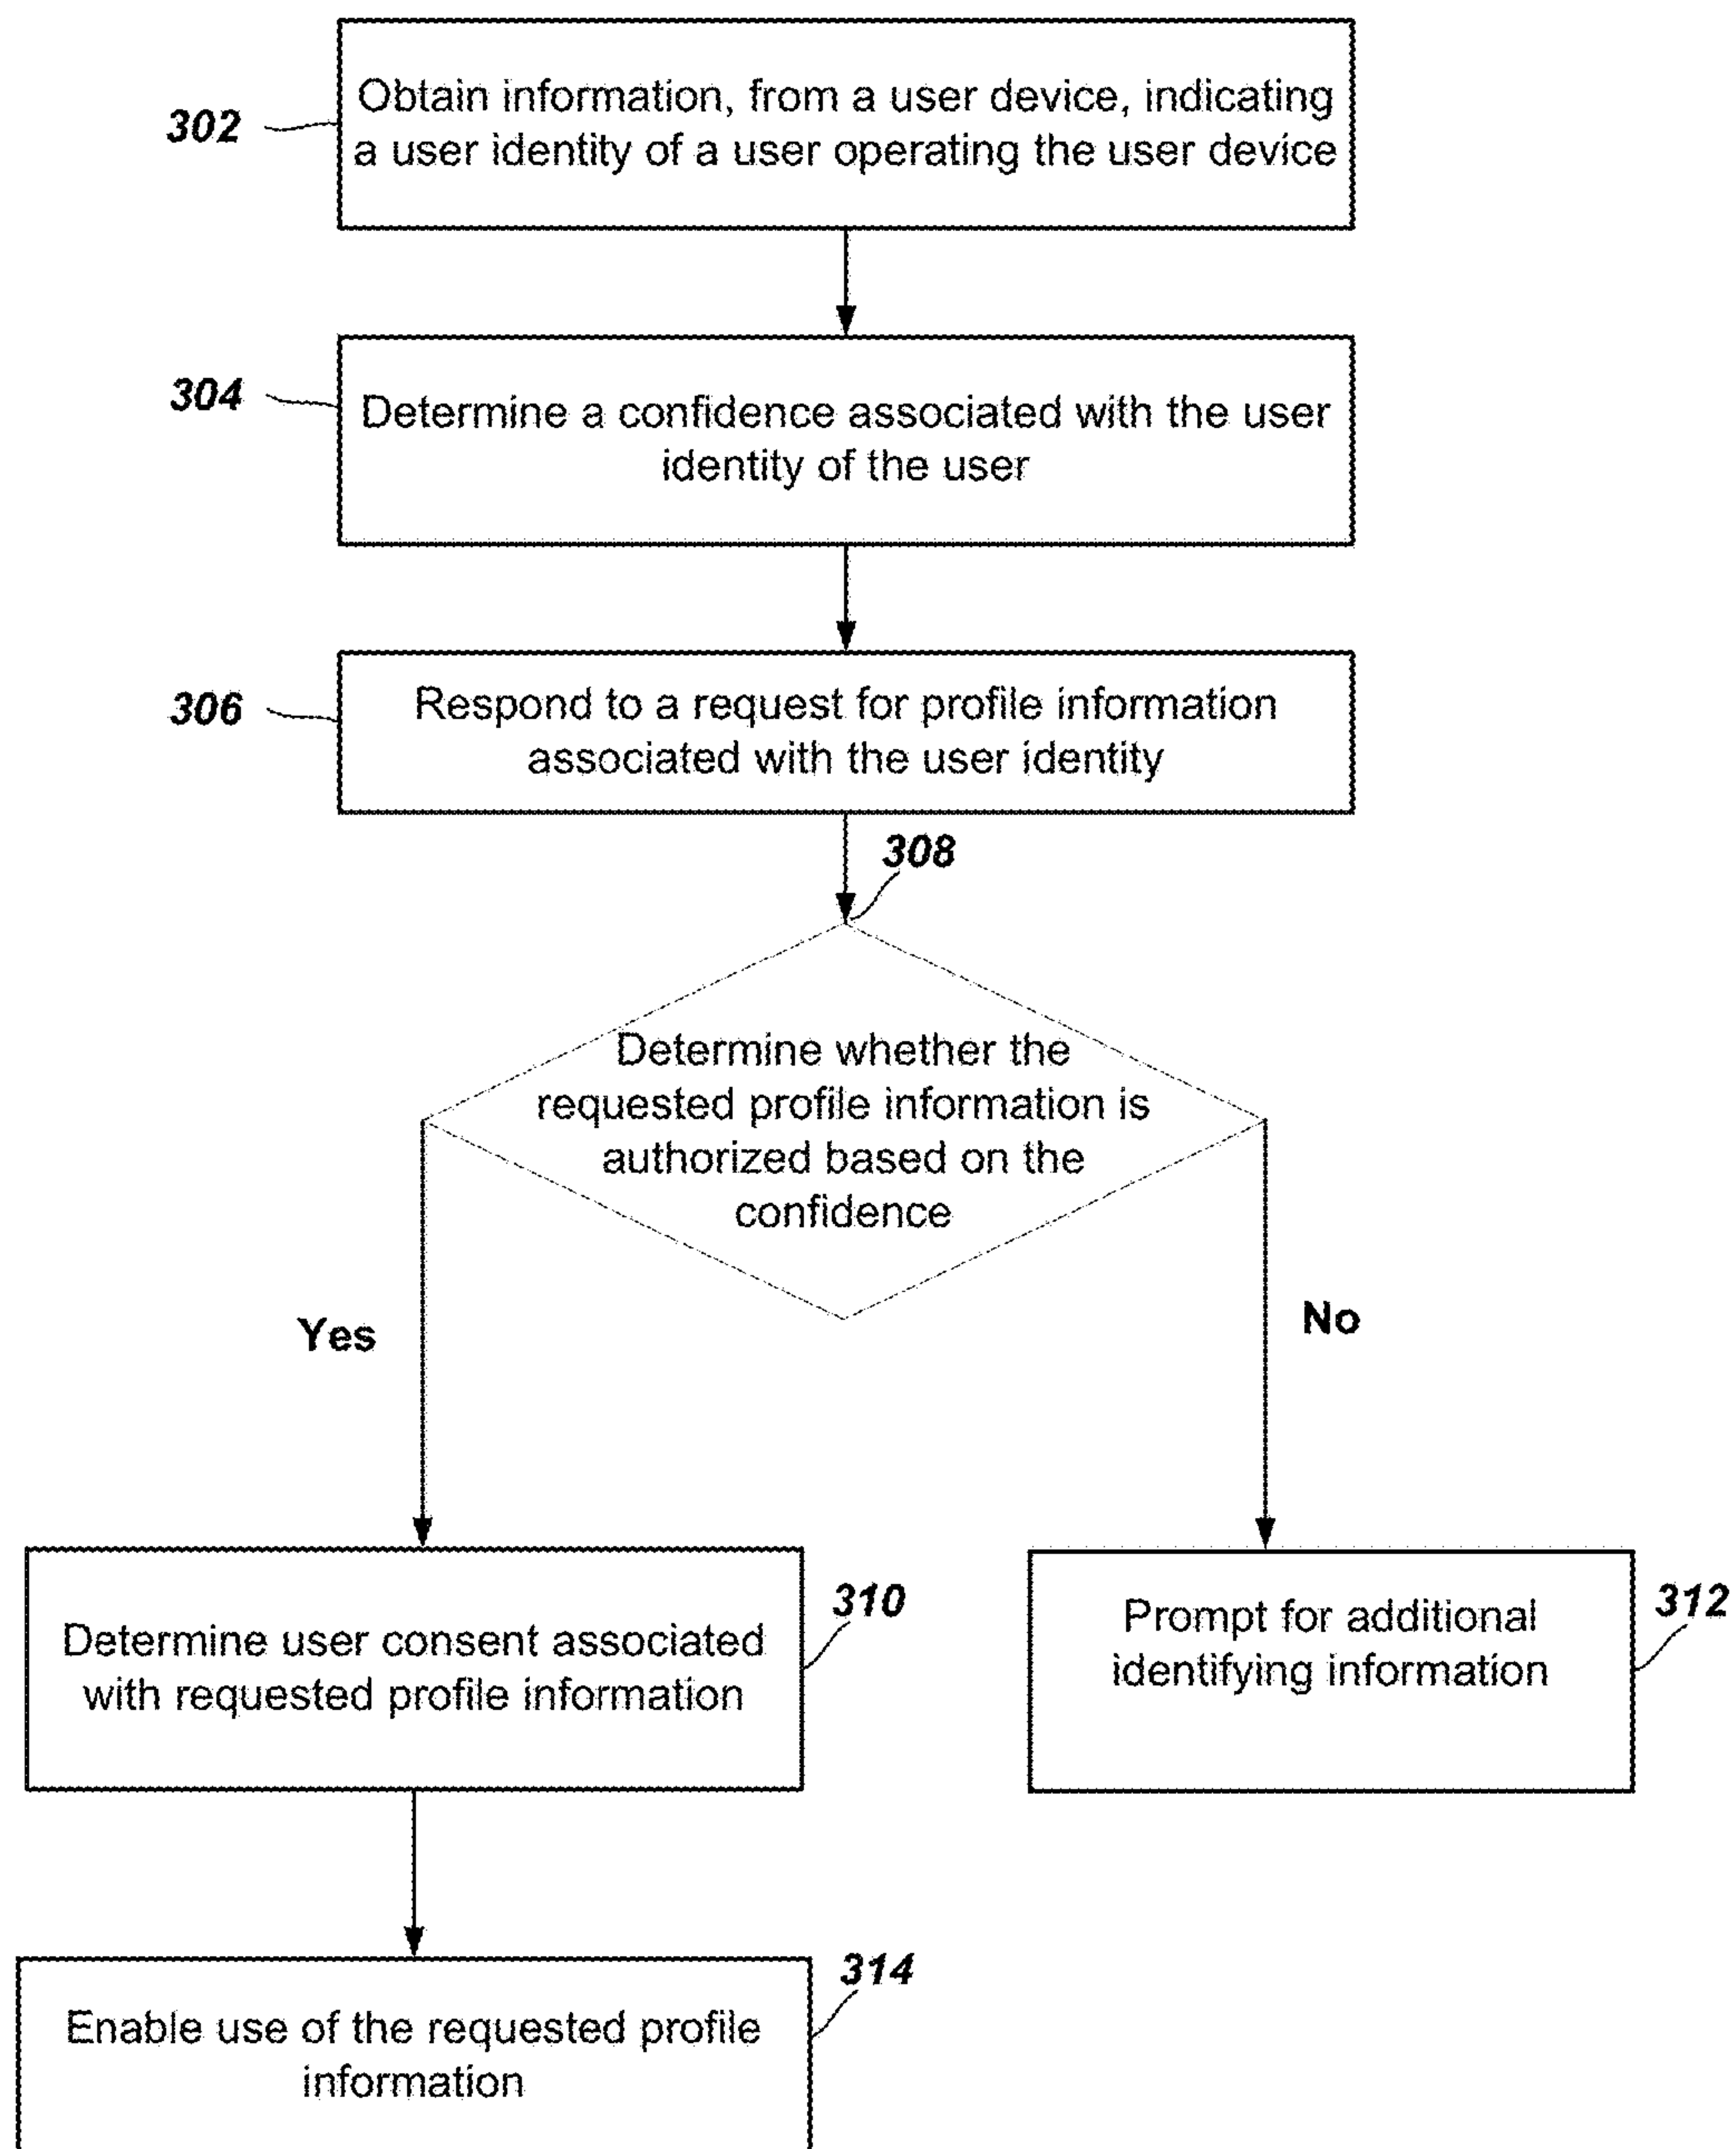 302
Obtain information, from a user device, indicating
a user identity of a user operating the user device
304
Determine a confidence associated with the user
identity of the user
306
Respond to a request for profile information
associated with the user identity
308
Determine whether the
requested profile information is
authorized based on the
confidence
Yes
No
310
Determine user consent associated
with requested profile information
312
Prompt for additional
identifying information
314
Enable use of the requested profile
information